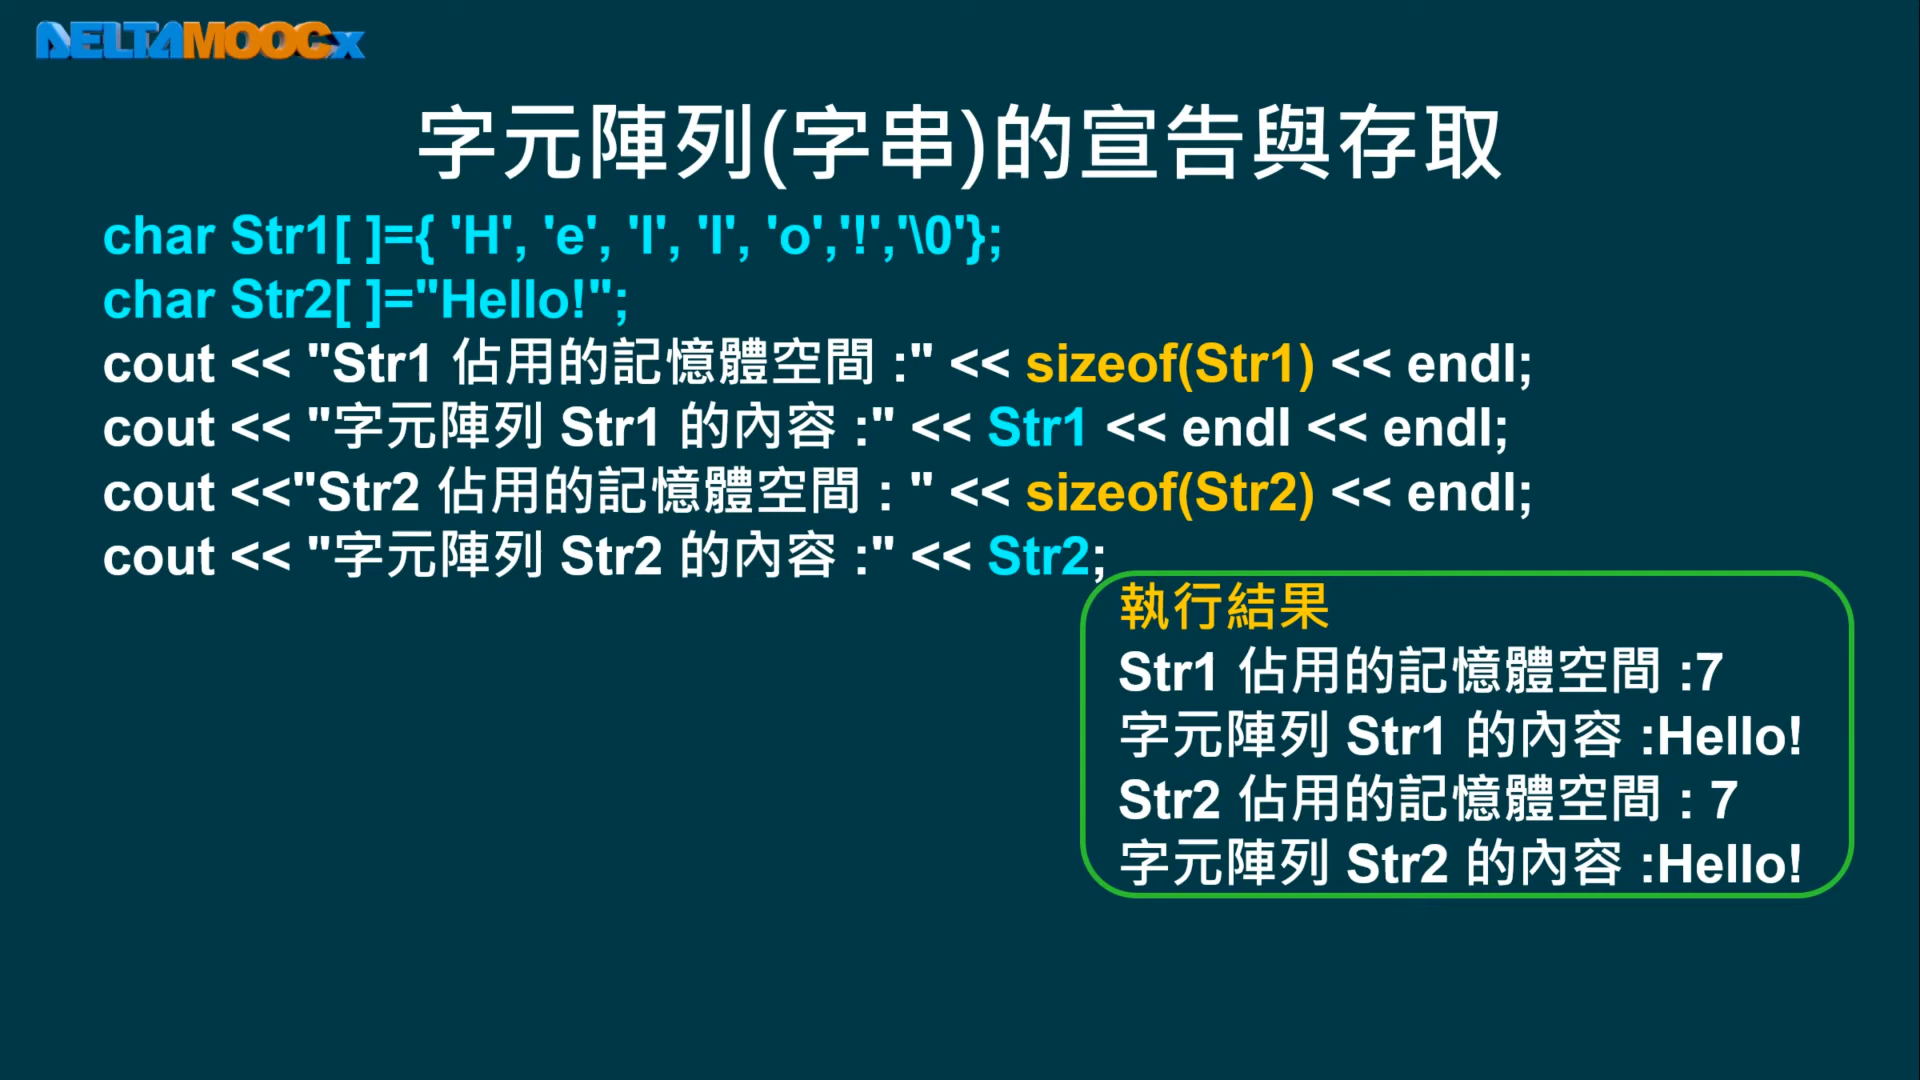 DELTAMOOCx
字元陣列(字串)的宣告與存取
char Str1[ ]={ 'H', 'e', 'l', 'l', 'o','!','\0'};
char Str2[ ]="Hello!";
cout << "Str1 佔用的記憶體空間 :" << sizeof(Str1) << endl;
cout << "字元陣列 Str1 的內容 :" << Str1 << endl << endl;
cout <<"Str2 佔用的記憶體空間 : " << sizeof(Str2) << endl;
cout << "字元陣列 Str2 的內容 :" << Str2;
執行結果
Str1 佔用的記憶體空間 :7
字元陣列 Str1 的內容 :Hello!
Str2 佔用的記憶體空間 : 7
字元陣列 Str2 的內容 :Hello!